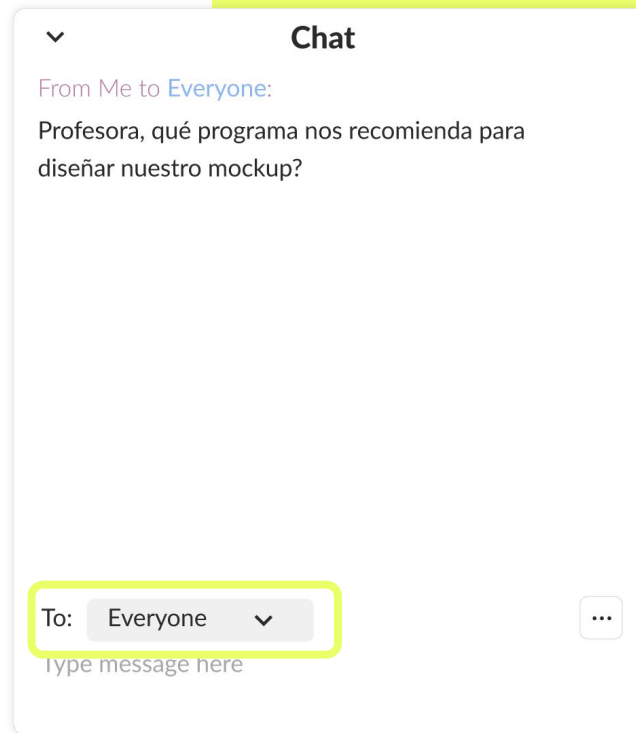 Chat
From Me to Everyone:
Profesora, qué programa nos recomienda para
diseñar nuestro mockup?
To: Everyone
Type message here